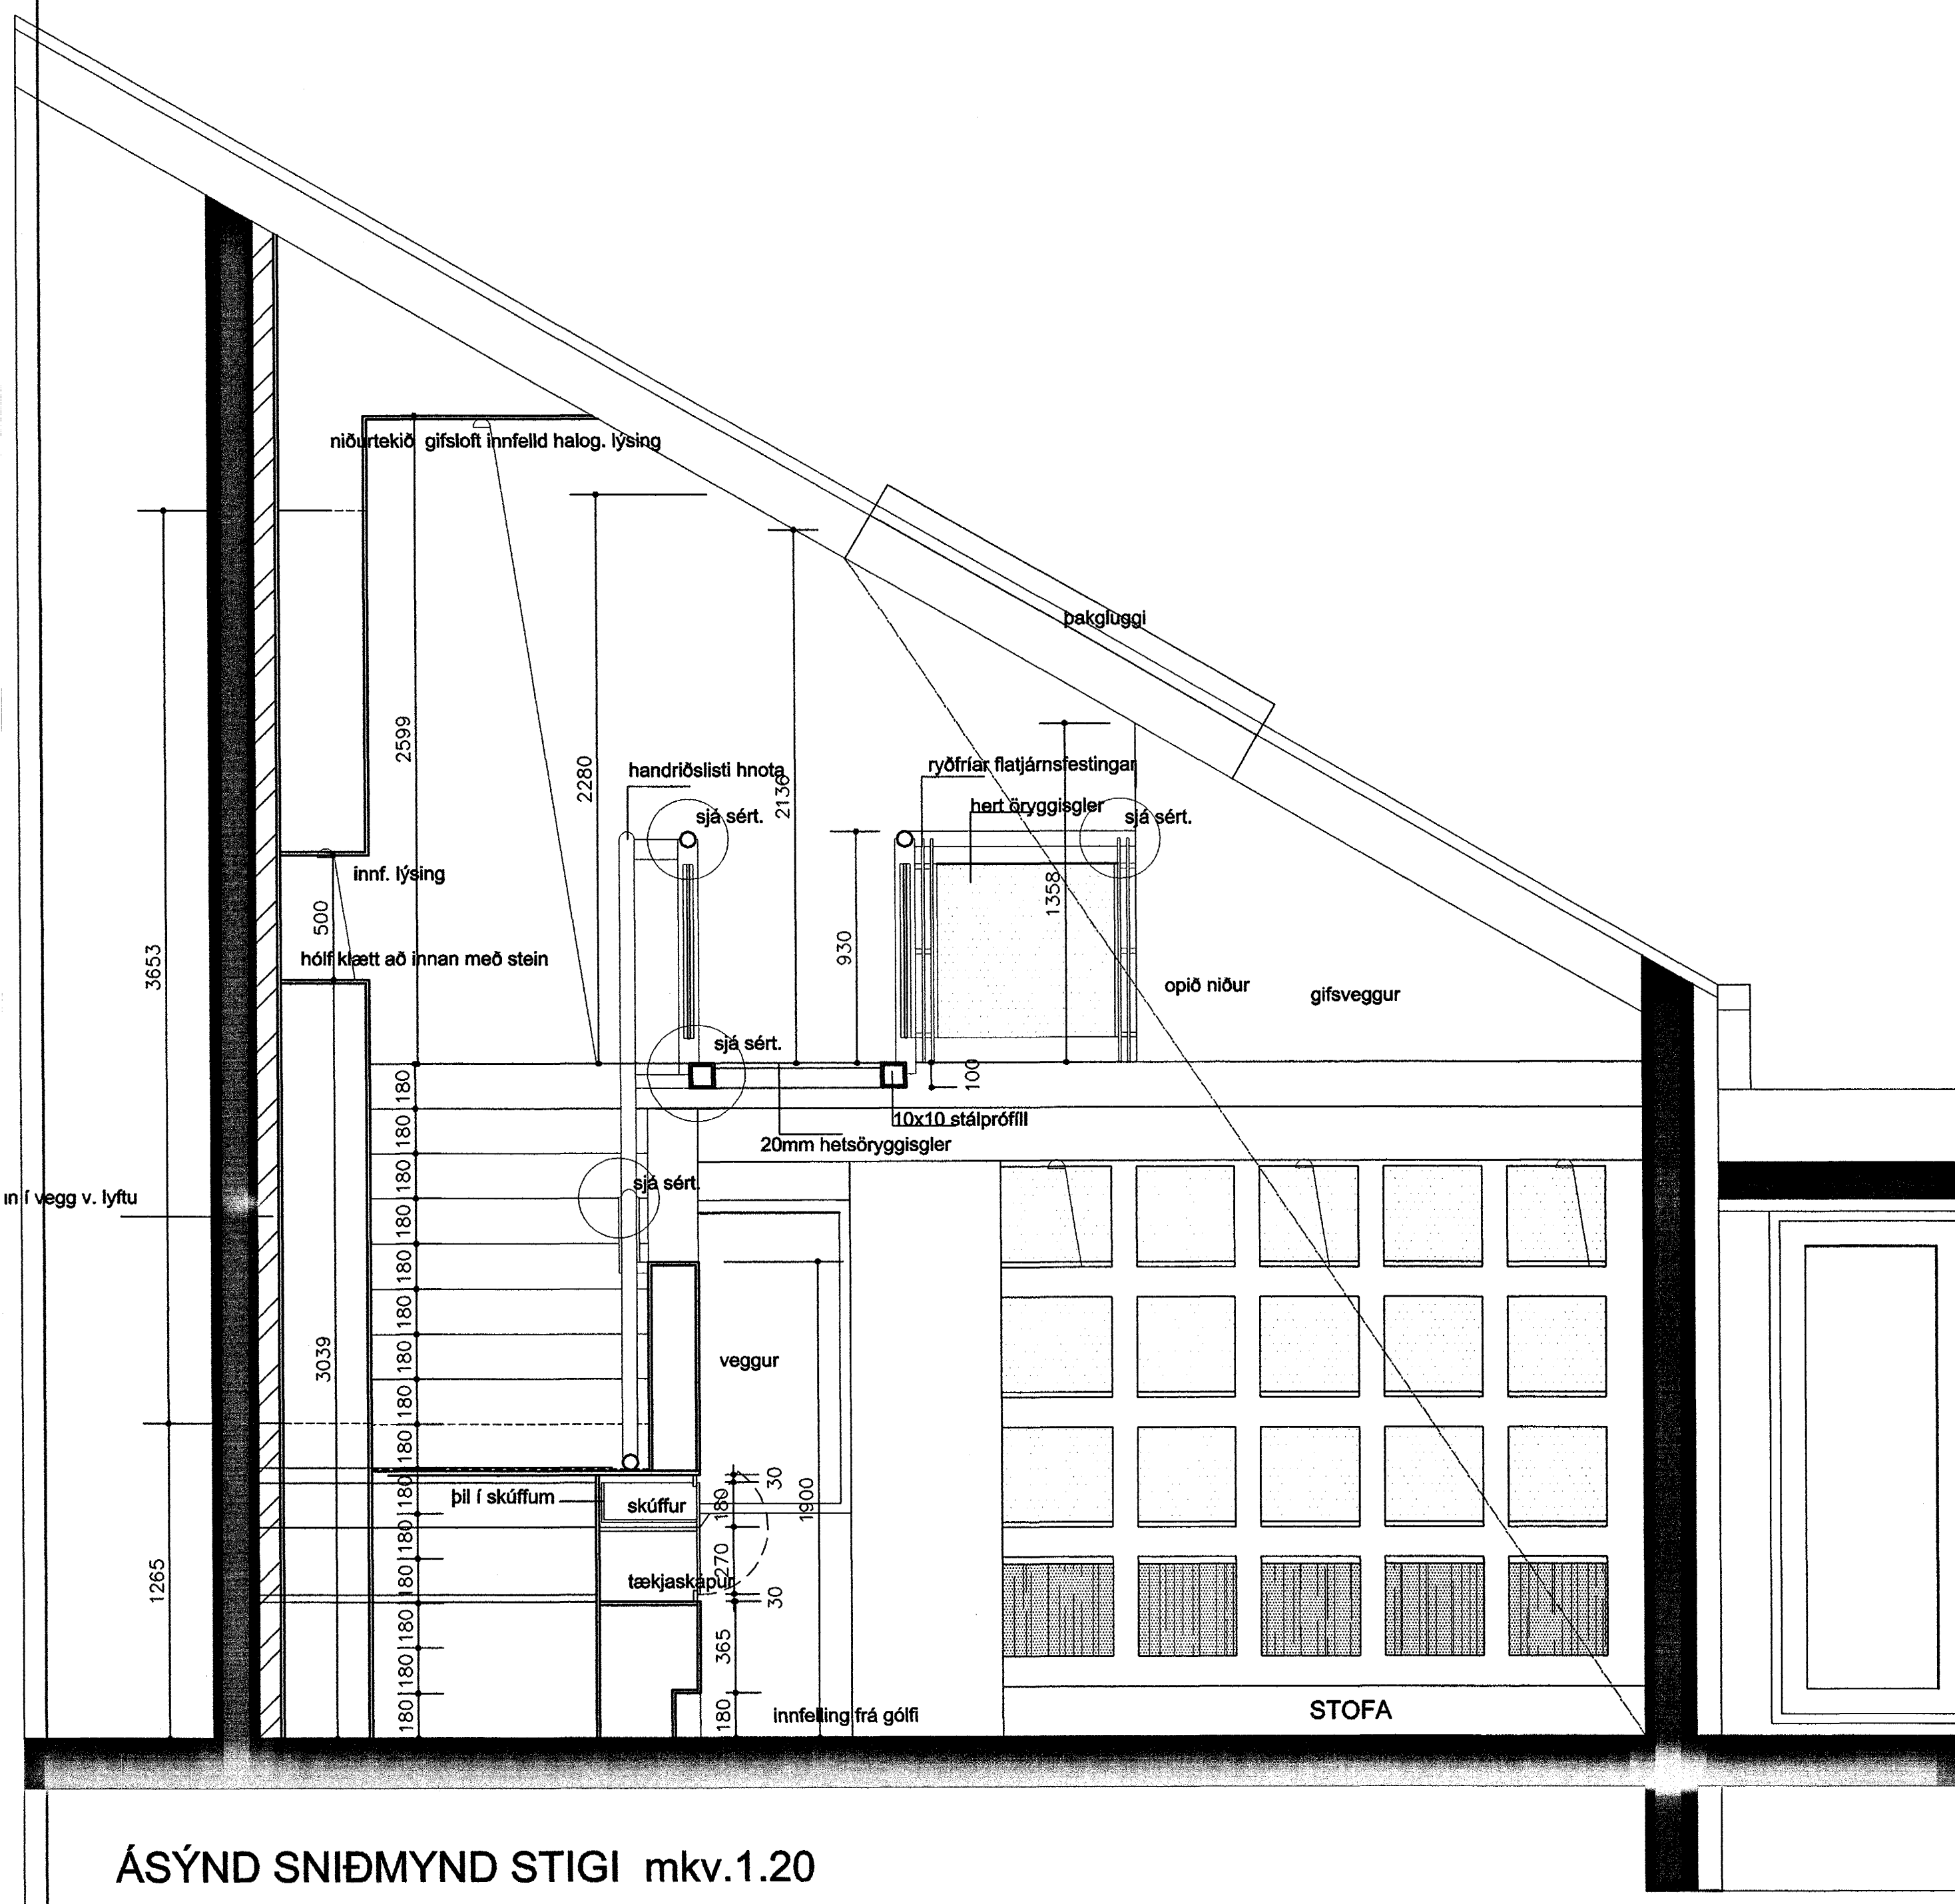 niðurtekið gifsloft innfelld halog. lýsing
þakgluggi
2599
2280
2136
handriðslisti hnota
ryðfríar flatjárnsfestingar
hert öryggisgler
sjá sért.
sjá sért.
innf. lýsing
1358
500
930
3653
hólf klætt að innan með stein
opið niður
gifsveggur
sjá sért.
100
180
10x10 stálprófíll
180
20mm hetsöryggisgler
180
sjá sért.
í vegg v. lyftu
180
180
180
3039
180
veggur
180
180
30
180
þil í skúffum
skúffur
180
1900
180
270
1265
180
tækjaskápur
30
180
365
180
180
180
innfelling frá gólfi
STOFA
ÁSÝND SNIÐMYND STIGI mkv.1.20